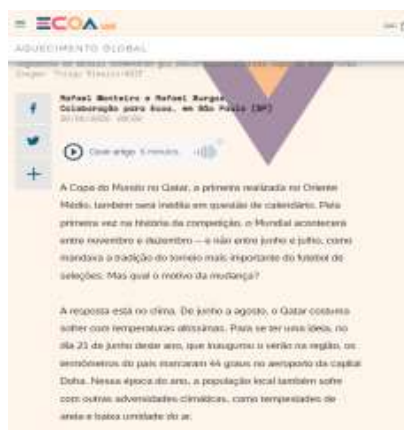 ECOA
AQUECIMENTO GLOBAL
Rafael Monteiro e Rafael Burgos
Colaboração para Ecoa, em São Paulo (SP)
Ouvir artigo 6 minutos
A Copa do Mundo no Qatar, a primeira realizada no Oriente
Médio, também será inédita em questão de calendário. Pela
primeira vez na história da competição, o Mundial acontecerá
entre novembro e dezembro — e não entre junho e julho, como
mandava a tradição do torneio mais importante do futebol de
seleções. Mas qual o motivo da mudança?
A resposta está no clima. De junho a agosto, o Qatar costuma
sofrer com temperaturas altíssimas. Para se ter uma ideia, no
dia 21 de junho deste ano, que inaugurou o verão na região, os
termômetros do país marcaram 44 graus no aeroporto da capital
Doha. Nessa época do ano, a população local também sofre
com outras adversidades climáticas, como tempestades de
areia e baixa umidade do ar.